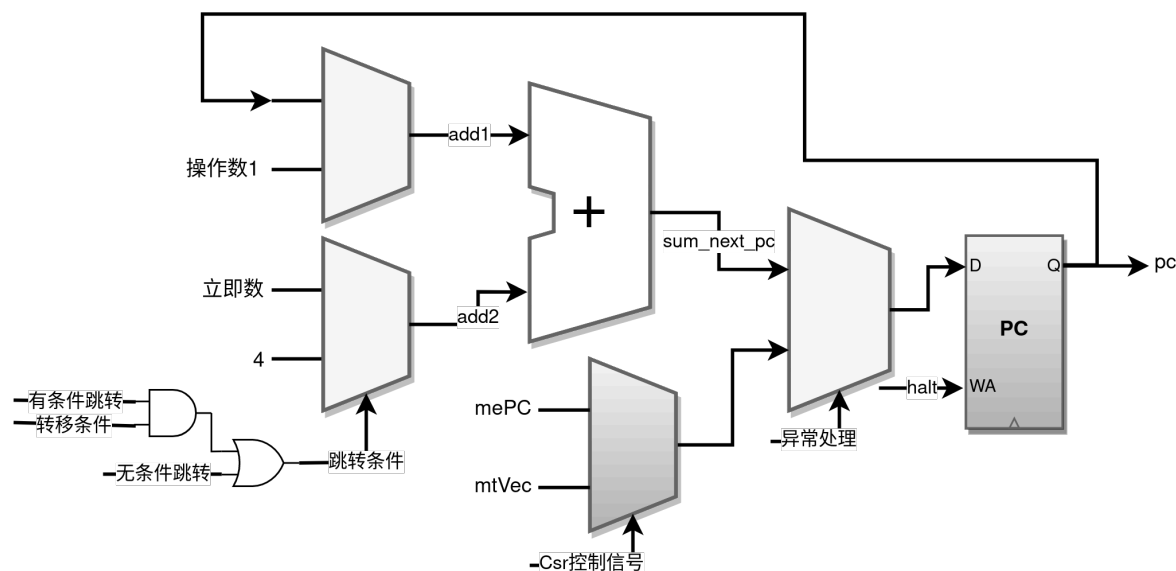 add1
操作数1
+
sum_next_pc
D
Q
pc
立即数
add2
PC
4
halt
WA
有条件跳转
转移条件
mePC
异常处理
无条件跳转
跳转条件
mtVec
Csr控制信号